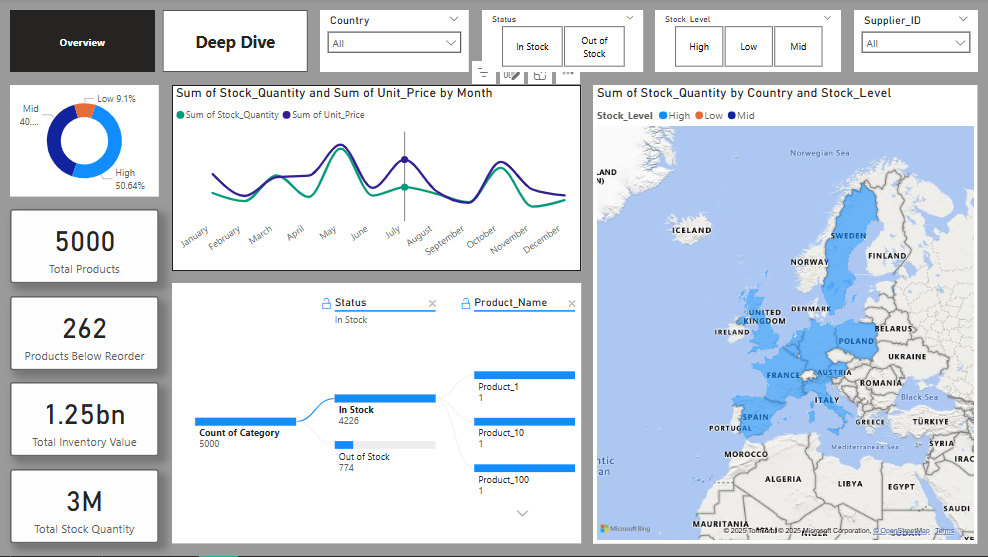 Overview
Deep Dive
Country
All
Status
In Stock
Out of
Stock
Stock_Level
High
Low
Mid
Supplier_ID
All
Low 9.1%
Mid
40....
High
50.64%
Sum of Stock_Quantity and Sum of Unit_Price by Month
Sum of Stock_Quantity
Sum of Unit_Price
January
February
March
April
May
June
July
August
September
October
November
December
5000
Total Products
262
Products Below Reorder
1.25bn
Total Inventory Value
3M
Total Stock Quantity
Status
In Stock
Product_Name
Count of Category
5000
In Stock
4226
Out of Stock
774
Product_1
1
Product_10
1
Product_100
1
Sum of Stock_Quantity by Country and Stock_Level
Stock_Level
High
Low
Mid
Norwegian Sea
LAND
N)
ICELAND
SWEDEN
FINLAND
NORWAY
DENMARK
UNITED
KINGDOM
IRELAND
BELARUS
POLAND
UKRAINE
FRANCE
AUSTRIA
ROMANIA
ITALY
Black Sea
SPAIN
PORTUGAL
GREECE
TÜRKIYE
Mediterranean Sea
SYRIA
IRAC
MOROCCO
ntic
an
ALGERIA
LIBYA
EGYPT
SAUDI
MAURITANIA
NIGER
SUDAN
Microsoft Bing
© 2025 TomTom, © 2025 Microsoft Corporation, © OpenStreetMap
Terms